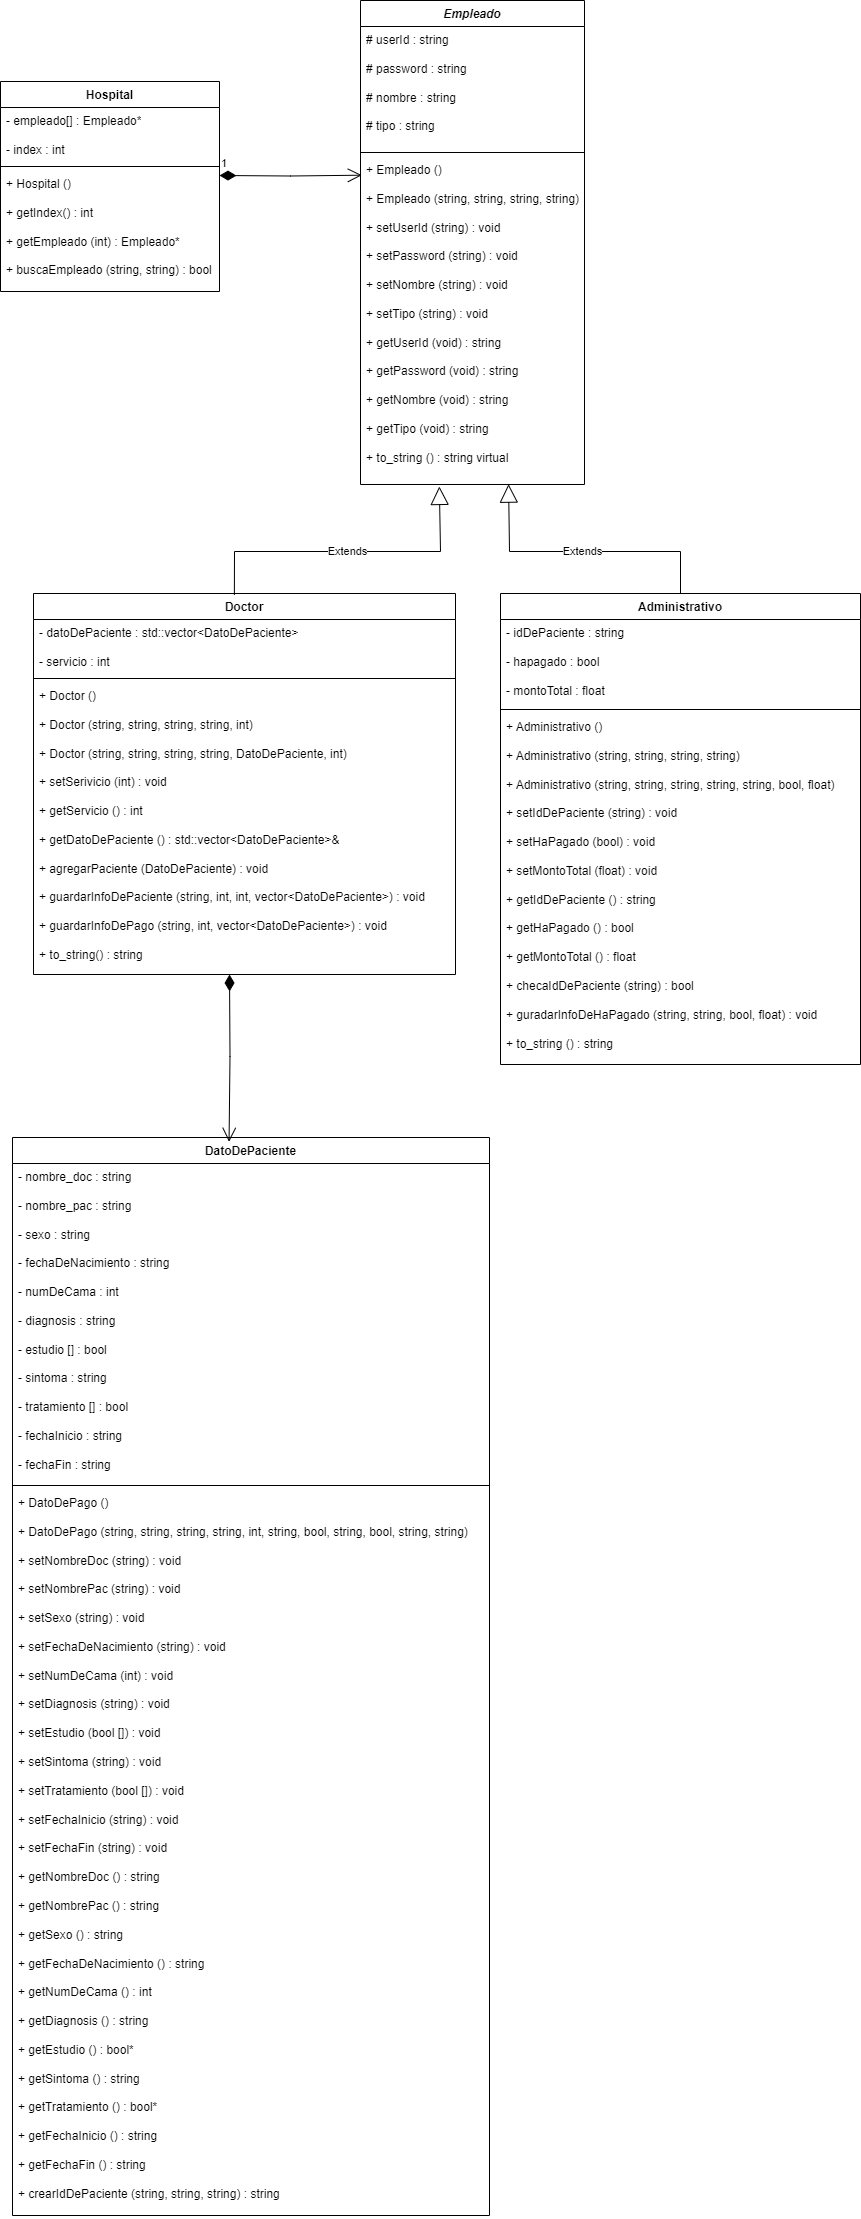 Empleado
# userId : string
# password : string
# nombre : string
# tipo : string
+ Empleado ()
+ Empleado (string, string, string, string)
+ setUserId (string) : void
+ setPassword (string) : void
+ setNombre (string) : void
+ setTipo (string) : void
+ getUserId (void) : string
+ getPassword (void) : string
+ getNombre (void) : string
+ getTipo (void) : string
+ to_string () : string virtual
Hospital
- empleado[] : Empleado*
- index : int
+ Hospital ()
+ getIndex() : int
+ getEmpleado (int) : Empleado*
+ buscaEmpleado (string, string) : bool
1
Extends
Extends
Doctor
- datoDePaciente : std::vector<DatoDePaciente>
- servicio : int
+ Doctor ()
+ Doctor (string, string, string, string, int)
+ Doctor (string, string, string, string, DatoDePaciente, int)
+ setSerivicio (int) : void
+ getServicio () : int
+ getDatoDePaciente () : std::vector<DatoDePaciente>&
+ agregarPaciente (DatoDePaciente) : void
+ guardarInfoDePaciente (string, int, int, vector<DatoDePaciente>) : void
+ guardarInfoDePago (string, int, vector<DatoDePaciente>) : void
+ to_string() : string
Administrativo
- idDePaciente : string
- hapagado : bool
- montoTotal : float
+ Administrativo ()
+ Administrativo (string, string, string, string)
+ Administrativo (string, string, string, string, string, bool, float)
+ setIdDePaciente (string) : void
+ setHaPagado (bool) : void
+ setMontoTotal (float) : void
+ getIdDePaciente () : string
+ getHaPagado () : bool
+ getMontoTotal () : float
+ checaIdDePaciente (string) : bool
+ guradarInfoDeHaPagado (string, string, bool, float) : void
+ to_string () : string
DatoDePaciente
- nombre_doc : string
- nombre_pac : string
- sexo : string
- fechaDeNacimiento : string
- numDeCama : int
- diagnosis : string
- estudio [] : bool
- sintoma : string
- tratamiento [] : bool
- fechaInicio : string
- fechaFin : string
+ DatoDePago ()
+ DatoDePago (string, string, string, string, int, string, bool, string, bool, string, string)
+ setNombreDoc (string) : void
+ setNombrePac (string) : void
+ setSexo (string) : void
+ setFechaDeNacimiento (string) : void
+ setNumDeCama (int) : void
+ setDiagnosis (string) : void
+ setEstudio (bool []) : void
+ setSintoma (string) : void
+ setTratamiento (bool []) : void
+ setFechaInicio (string) : void
+ setFechaFin (string) : void
+ getNombreDoc () : string
+ getNombrePac () : string
+ getSexo () : string
+ getFechaDeNacimiento () : string
+ getNumDeCama () : int
+ getDiagnosis () : string
+ getEstudio () : bool*
+ getSintoma () : string
+ getTratamiento () : bool*
+ getFechaInicio () : string
+ getFechaFin () : string
+ crearIdDePaciente (string, string, string) : string